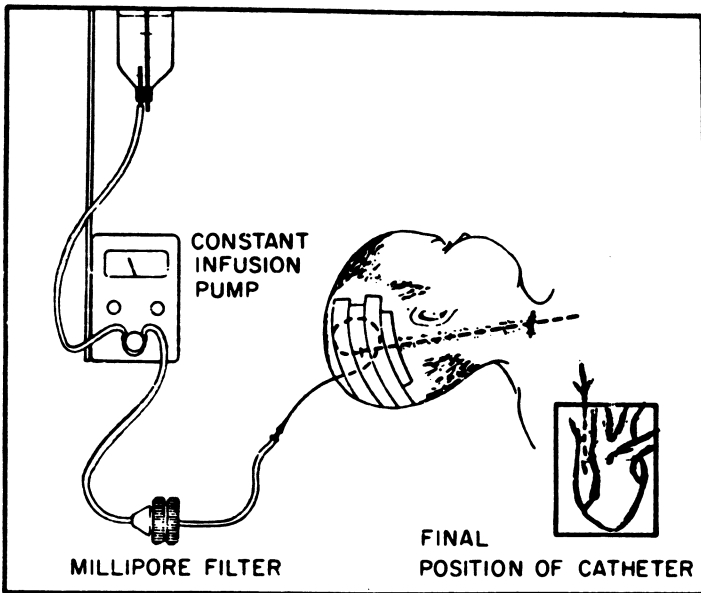 CONSTANT
INFUSION
PUMP
MILLIPORE FILTER
FINAL
POSITION OF CATHETER